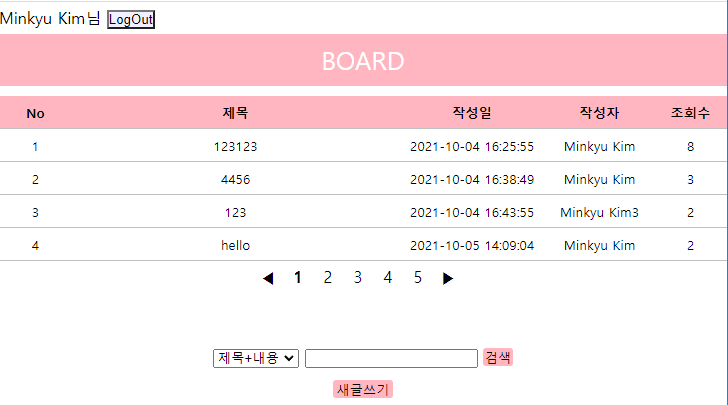 Minkyu Kim님 LogOut
BOARD
No 제목 작성일 작성자 조회수
1 123123 2021-10-04 16:25:55 Minkyu Kim 8
2 4456 2021-10-04 16:38:49 Minkyu Kim 3
3 123 2021-10-04 16:43:55 Minkyu Kim3 2
4 hello 2021-10-05 14:09:04 Minkyu Kim 2
◀ 1 2 3 4 5 ▶
제목+내용 검색
새글쓰기